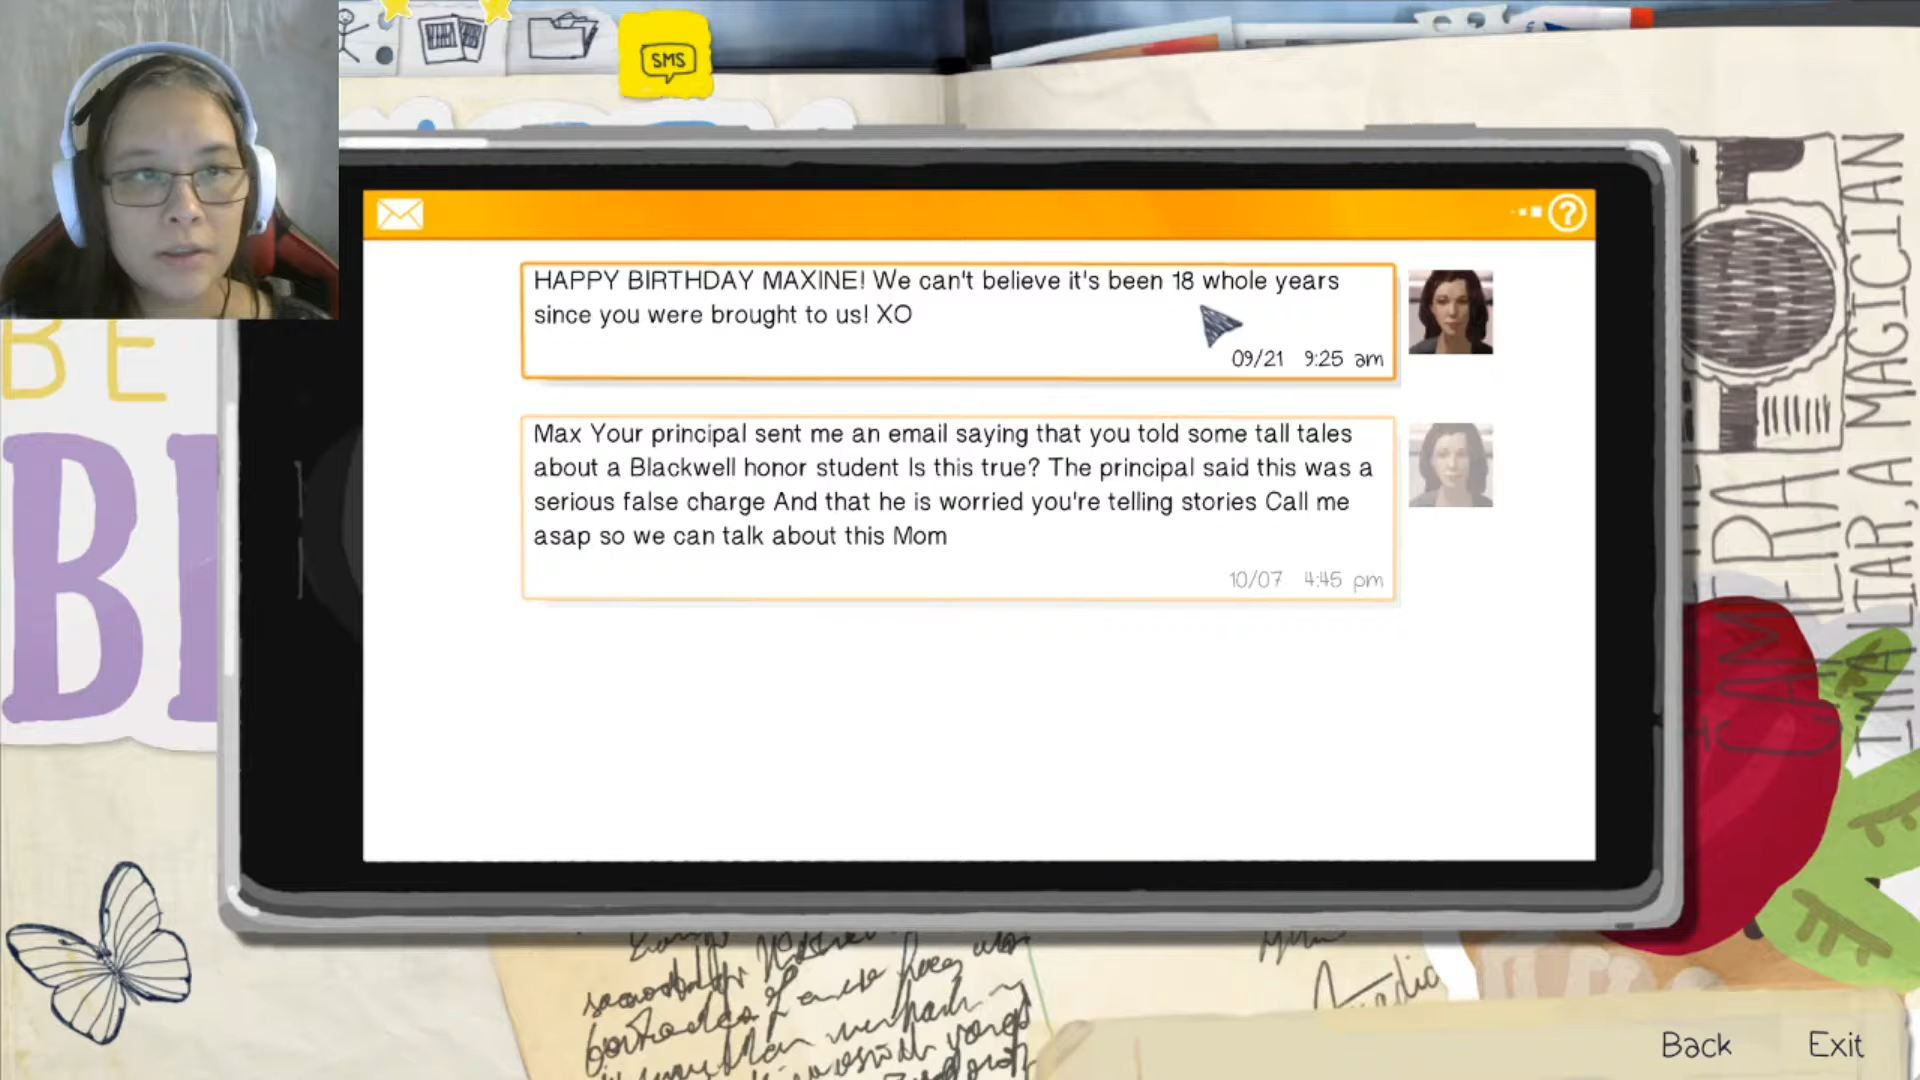 SMS
HAPPY BIRTHDAY MAXINE! We can't believe it's been 18 whole years
since you were brought to us! XO
09/21 9:25 am
Max Your principal sent me an email saying that you told some tall tales
about a Blackwell honor student Is this true? The principal said this was a
serious false charge And that he is worried you're telling stories Call me
asap so we can talk about this Mom
10/07 4:45 pm
?
BE
CAMERA
LIAR, A MAGICIAN
Back
Exit